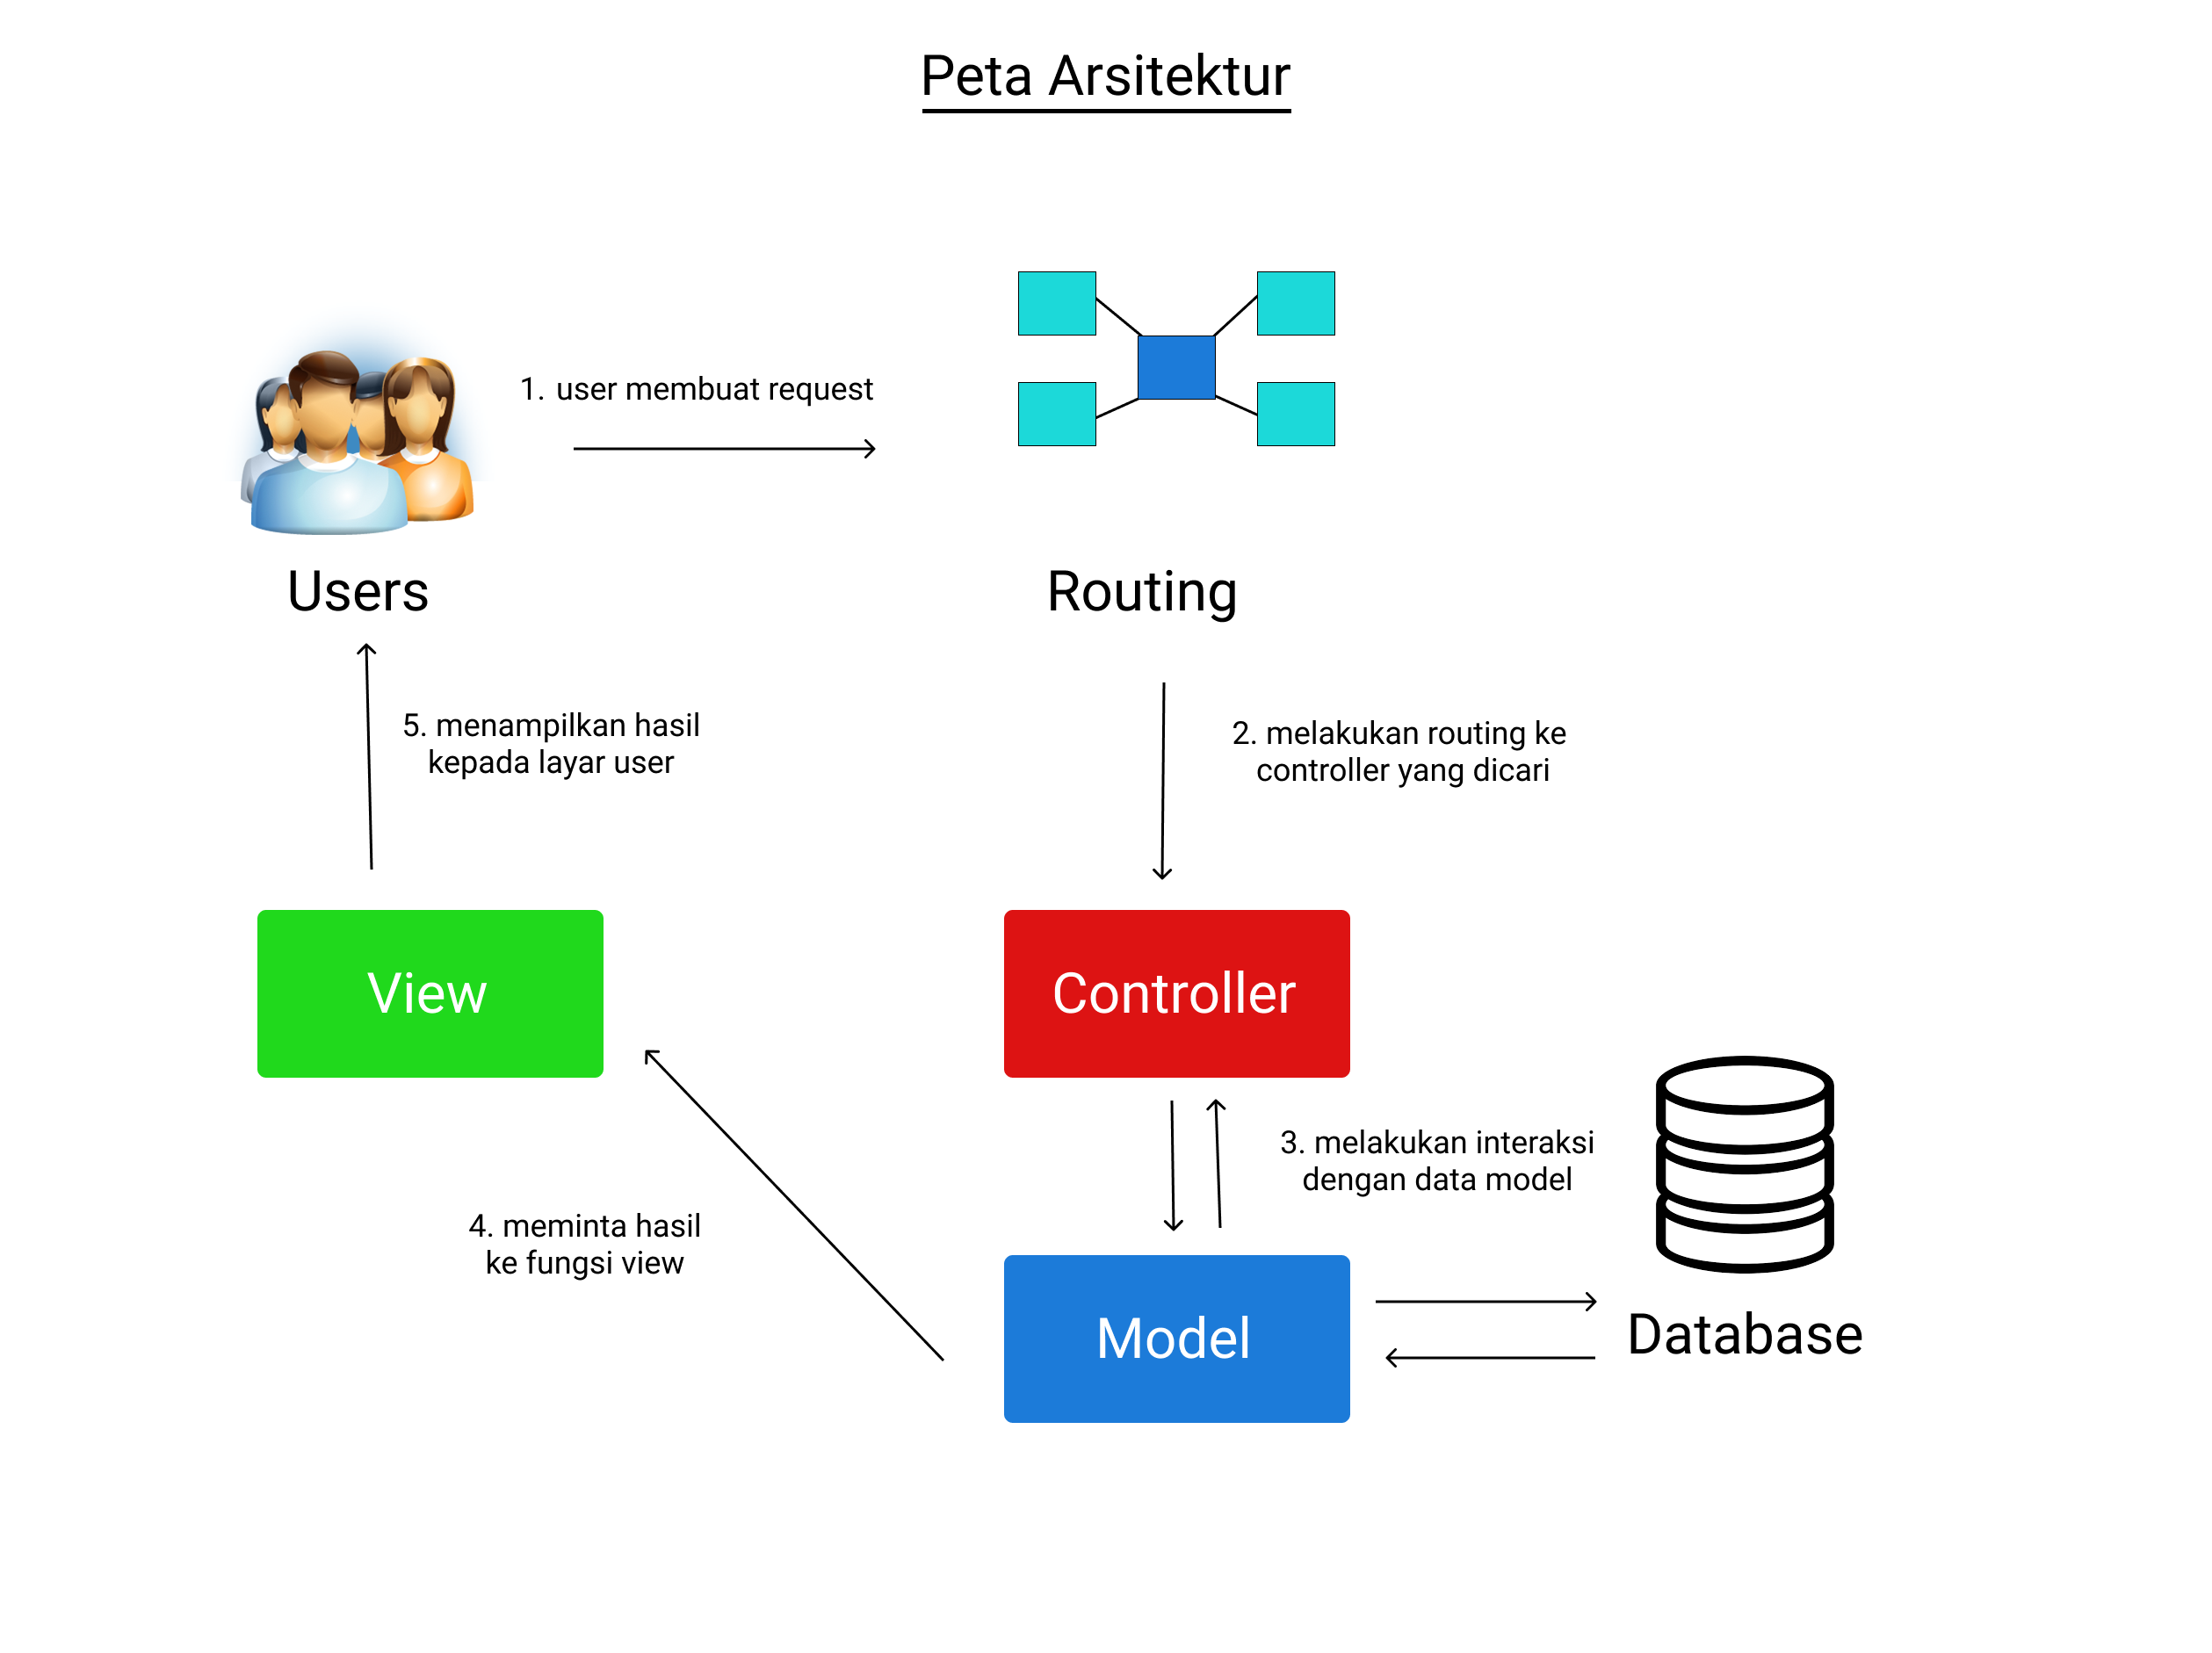 Peta Arsitektur
1. user membuat request
Users
Routing
5. menampilkan hasil
kepada layar user
2. melakukan routing ke
controller yang dicari
View
Controller
3. melakukan interaksi
dengan data model
4. meminta hasil
ke fungsi view
Model
Database